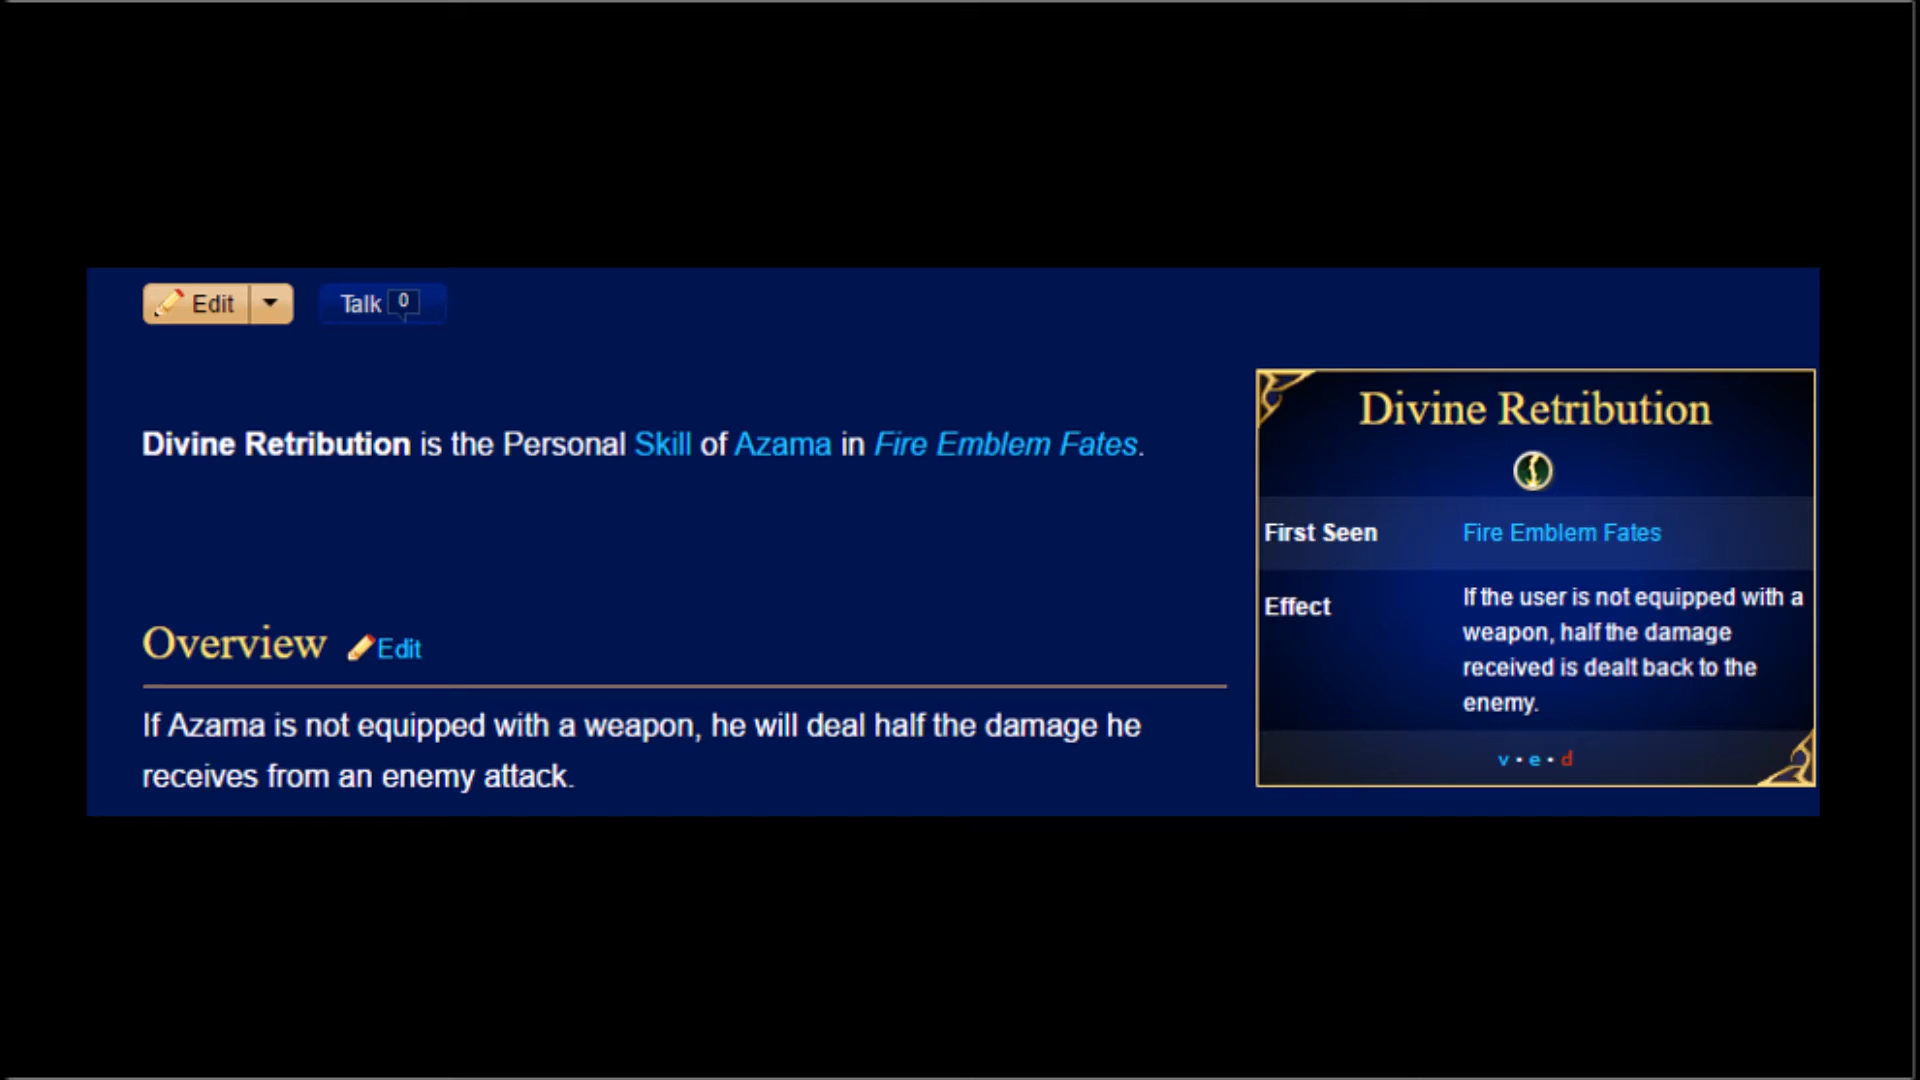 Edit
Talk 0
Divine Retribution is the Personal Skill of Azama in Fire Emblem Fates.
Overview Edit
If Azama is not equipped with a weapon, he will deal half the damage he
receives from an enemy attack.
Divine Retribution
First Seen Fire Emblem Fates
Effect If the user is not equipped with a
weapon, half the damage
received is dealt back to the
enemy.
v • e • d